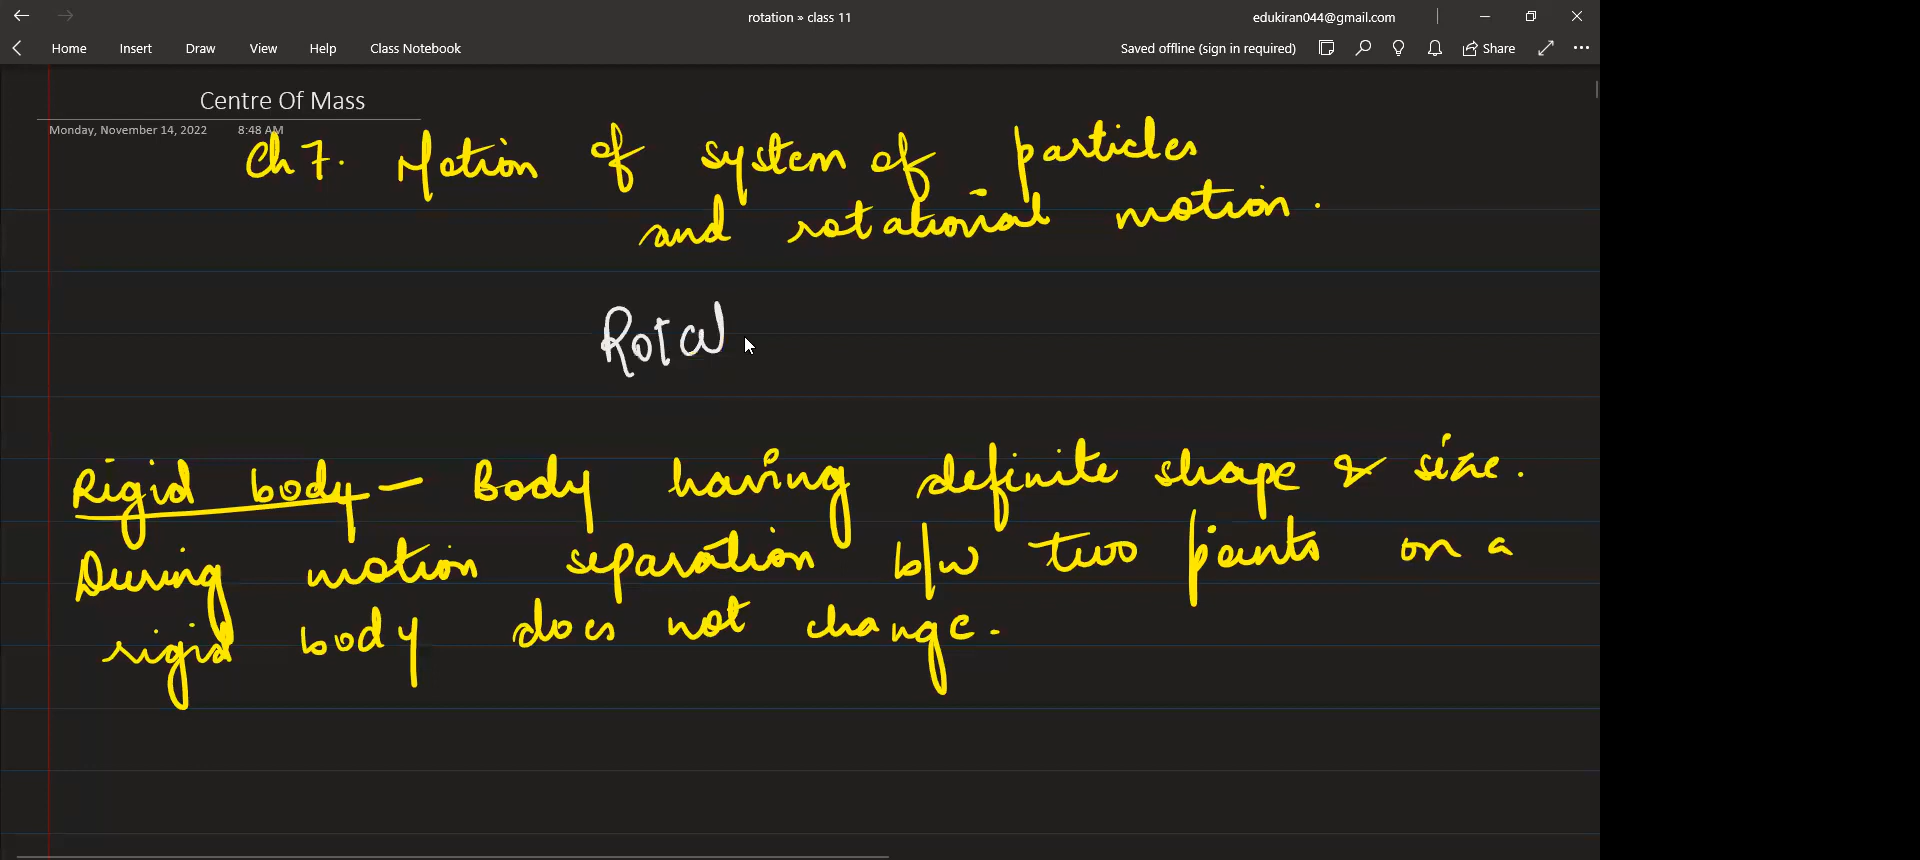 rotation » class 11
edukiran044@gmail.com
Home Insert Draw View Help Class Notebook
Saved offline (sign in required) Share
Centre Of Mass
Monday, November 14, 2022 8:48 AM
Ch 7. Motion of system of particles
and rotational motion.
Rigid body - Body having definite shape & size.
During motion separation b/w two points on a
rigid body does not change.